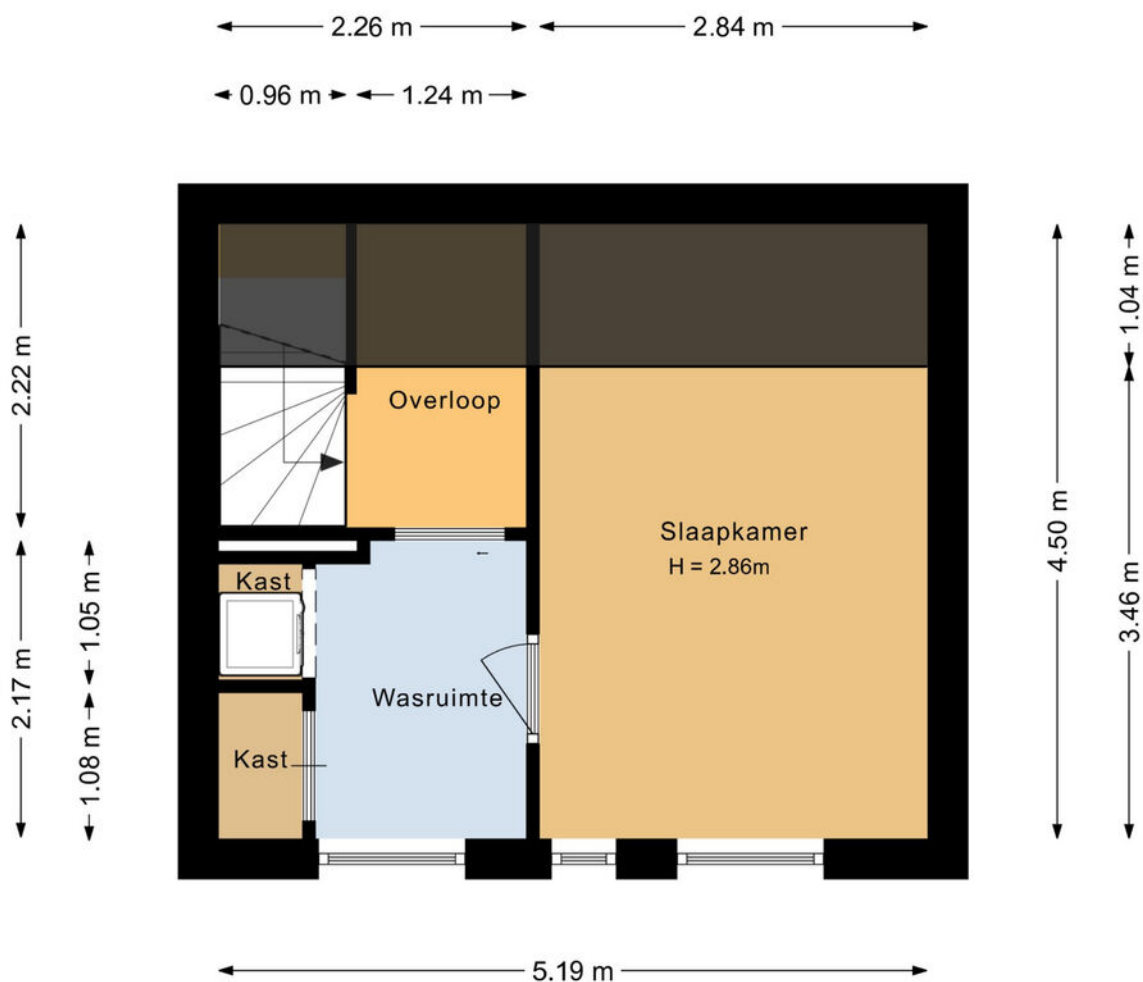 2.26 m
2.84 m
0.96 m
1.24 m
2.22 m
1.04 m
Overloop
4.50 m
Slaapkamer
H = 2.86m
3.46 m
Kast
1.05 m
2.17 m
Wasruimte
1.08 m
Kast
5.19 m